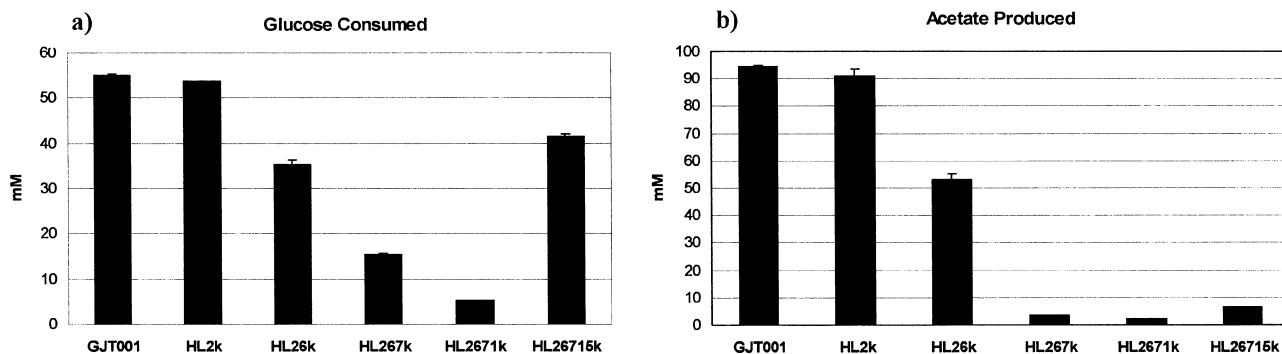 a)
Glucose Consumed
60
50
40
30
20
10
0
mM
GJT001 HL2k HL26k HL267k HL2671k HL26715k
b)
Acetate Produced
100
90
80
70
60
50
40
30
20
10
0
mM
GJT001 HL2k HL26k HL267k HL2671k HL26715k